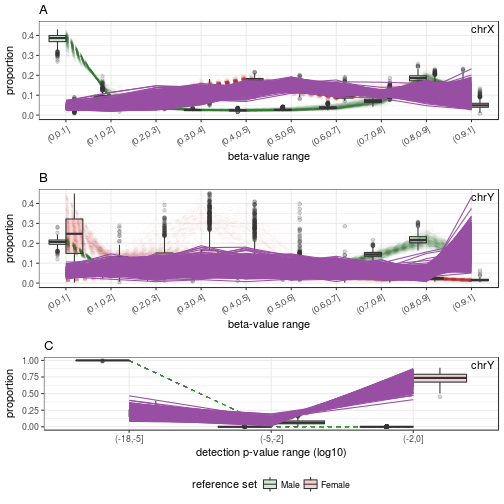 A
chrX
proportion
0.4
0.3
0.2
0.1
0.0
(0,0.1] (0.1,0.2] (0.2,0.3] (0.3,0.4] (0.4,0.5] (0.5,0.6] (0.6,0.7] (0.7,0.8] (0.8,0.9] (0.9,1]
beta-value range
B
chrY
proportion
0.4
0.3
0.2
0.1
0.0
(0,0.1] (0.1,0.2] (0.2,0.3] (0.3,0.4] (0.4,0.5] (0.5,0.6] (0.6,0.7] (0.7,0.8] (0.8,0.9] (0.9,1]
beta-value range
C
chrY
proportion
1.00
0.75
0.50
0.25
0.00
(-18,-5] (-5,-2] (-2,0]
detection p-value range (log10)
reference set Male Female